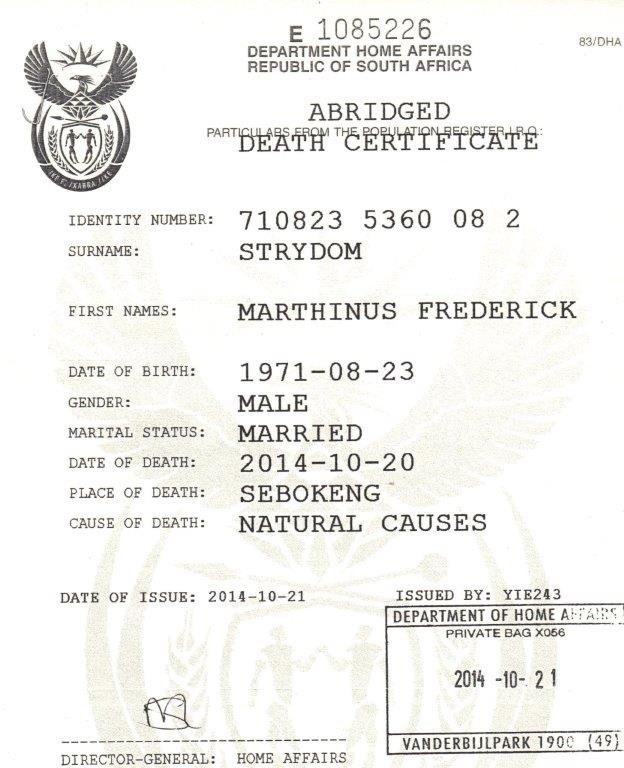 E 1085226
83/DHA
DEPARTMENT HOME AFFAIRS
REPUBLIC OF SOUTH AFRICA
ABRIDGED
PARTICULARS FROM THE POPULATION REGISTER I.R.O.:
DEATH CERTIFICATE
IDENTITY NUMBER: 710823 5360 08 2
SURNAME: STRYDOM
FIRST NAMES: MARTHINUS FREDERICK
DATE OF BIRTH: 1971-08-23
GENDER: MALE
MARITAL STATUS: MARRIED
DATE OF DEATH: 2014-10-20
PLACE OF DEATH: SEBOKENG
CAUSE OF DEATH: NATURAL CAUSES
DATE OF ISSUE: 2014-10-21 ISSUED BY: YIE243
DEPARTMENT OF HOME AFFAIRS
PRIVATE BAG X056
2014 -10- 21
VANDERBIJLPARK 1900 (49)
DIRECTOR-GENERAL: HOME AFFAIRS